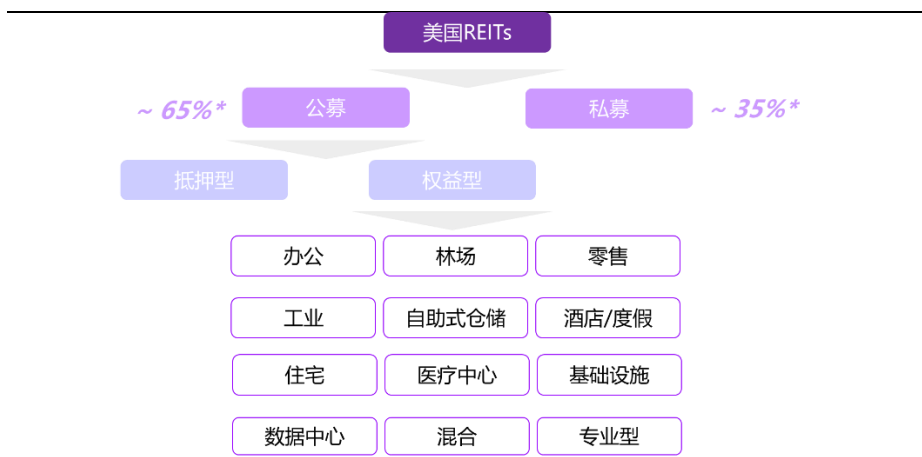 美国REITs
~ 65%* 公募 私募 ~ 35%*
抵押型 权益型
办公 林场 零售
工业 自助式仓储 酒店/度假
住宅 医疗中心 基础设施
数据中心 混合 专业型